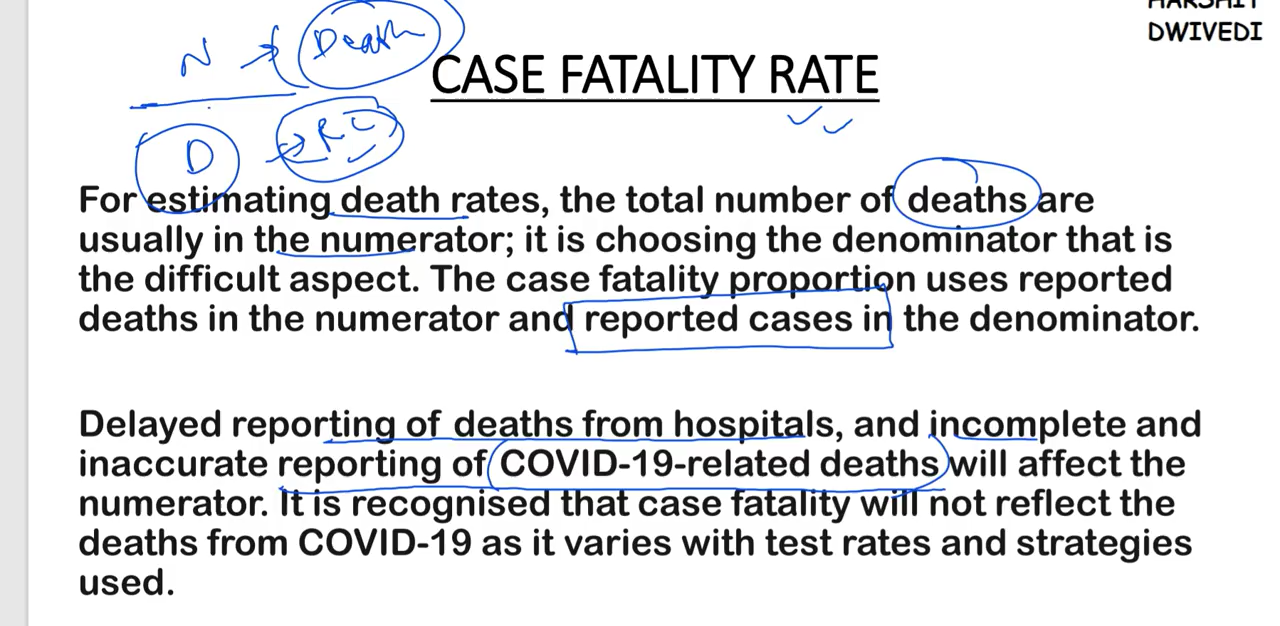 HARSHIT
DWIVEDI
N → Death
CASE FATALITY RATE
D → RC
For estimating death rates, the total number of deaths are
usually in the numerator; it is choosing the denominator that is
the difficult aspect. The case fatality proportion uses reported
deaths in the numerator and reported cases in the denominator.
Delayed reporting of deaths from hospitals, and incomplete and
inaccurate reporting of COVID-19-related deaths will affect the
numerator. It is recognised that case fatality will not reflect the
deaths from COVID-19 as it varies with test rates and strategies
used.